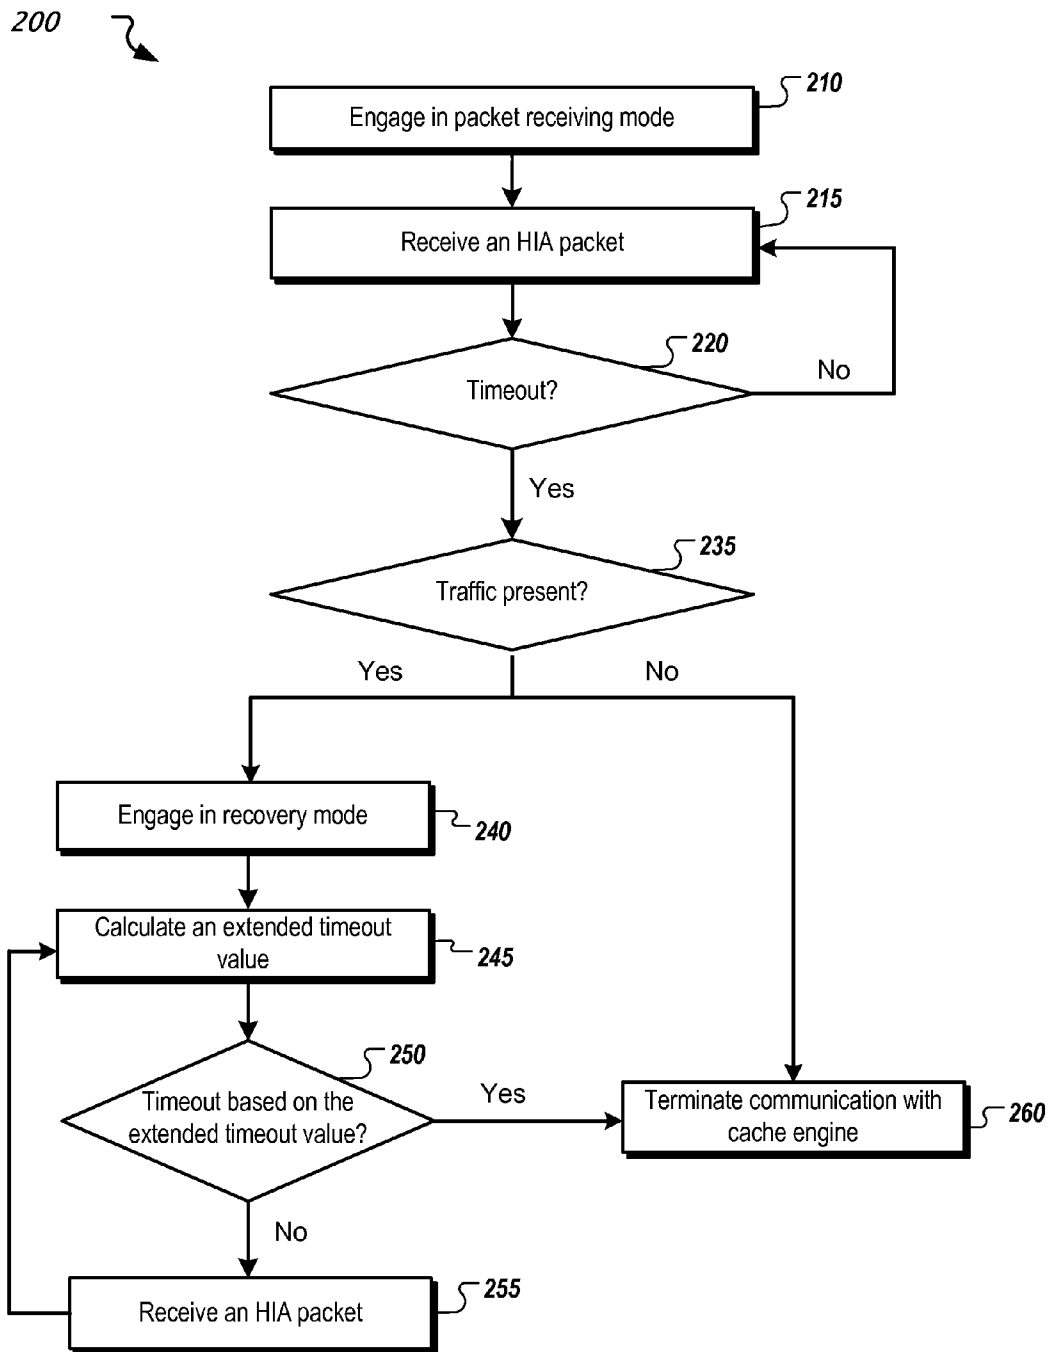 200
210
Engage in packet receiving mode
215
Receive an HIA packet
220
Timeout?
No
Yes
235
Traffic present?
Yes
No
Engage in recovery mode
240
Calculate an extended timeout
value
245
250
Timeout based on the
extended timeout value?
Yes
Terminate communication with
cache engine
260
No
255
Receive an HIA packet